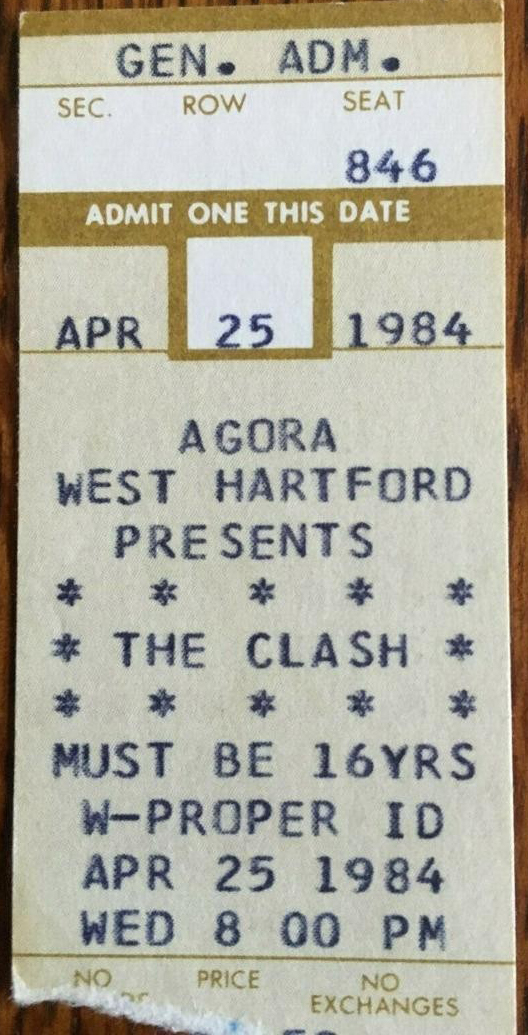 GEN. ADM.
SEC. ROW SEAT
846
ADMIT ONE THIS DATE
APR 25 1984
AGORA
WEST HARTFORD
PRESENTS
* * * * *
* THE CLASH *
* * * * *
MUST BE 16YRS
W-PROPER ID
APR 25 1984
WED 8 00 PM
NO PRICE NO
EXCHANGES